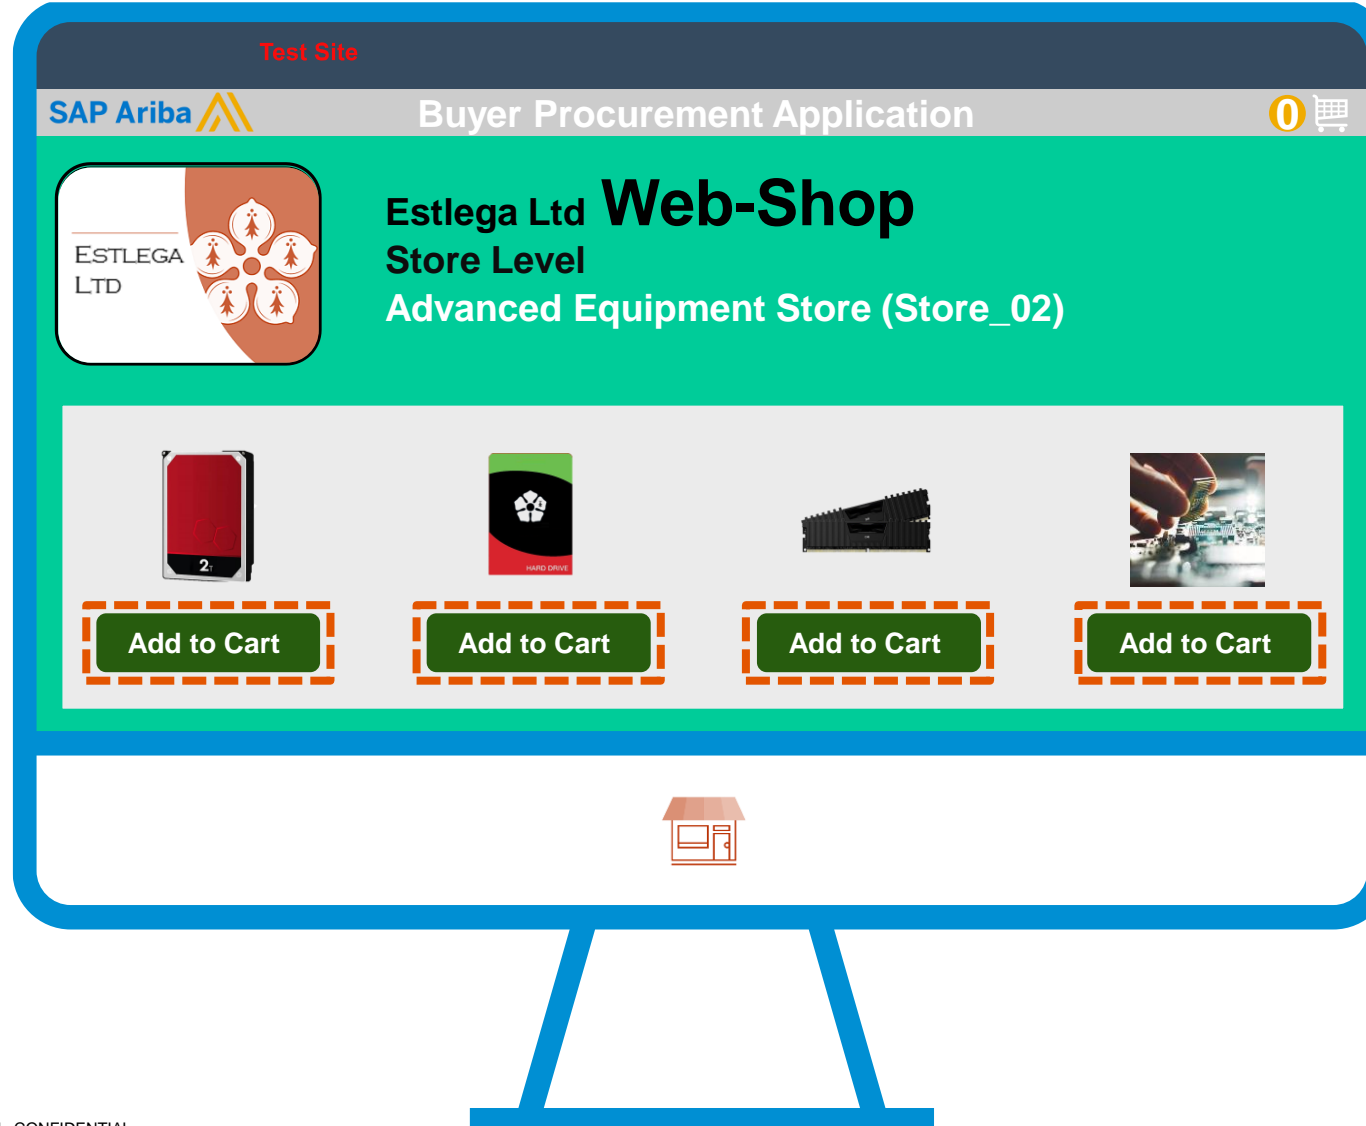 Test Site
SAP Ariba
Buyer Procurement Application
0
ESTLEGA
LTD
Estlega Ltd Web-Shop
Store Level
Advanced Equipment Store (Store_02)
2T
HARD DRIVE
Add to Cart
Add to Cart
Add to Cart
Add to Cart
CONFIDENTIAL